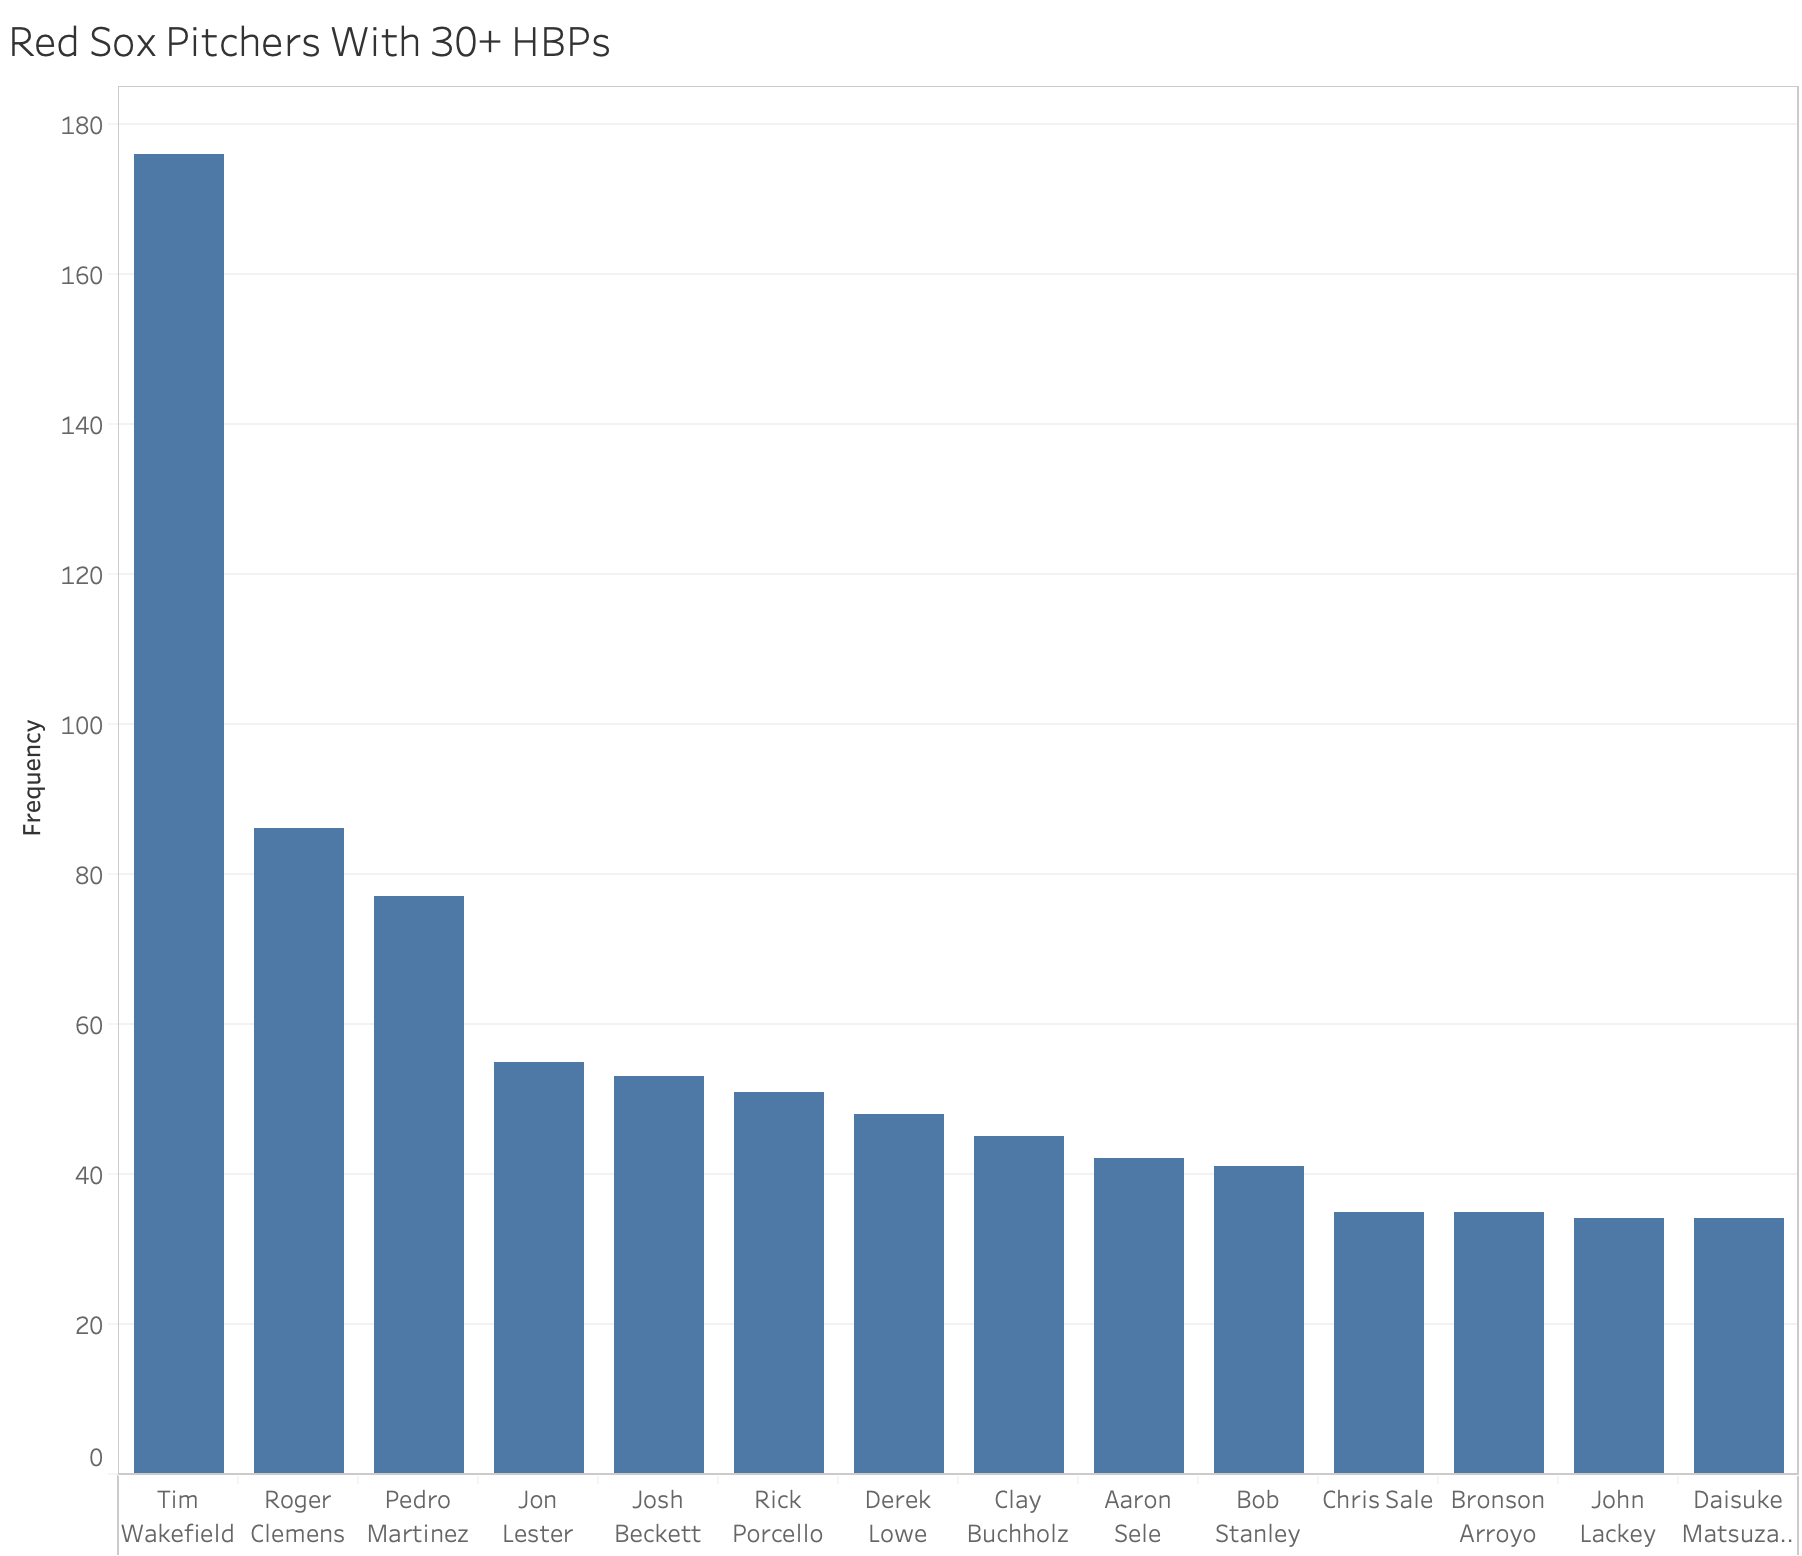 Red Sox Pitchers With 30+ HBPs
180
160
140
120
100
80
60
40
20
0
Frequency
Tim Wakefield
Roger Clemens
Pedro Martinez
Jon Lester
Josh Beckett
Rick Porcello
Derek Lowe
Clay Buchholz
Aaron Sele
Bob Stanley
Chris Sale
Bronson Arroyo
John Lackey
Daisuke Matsuza..